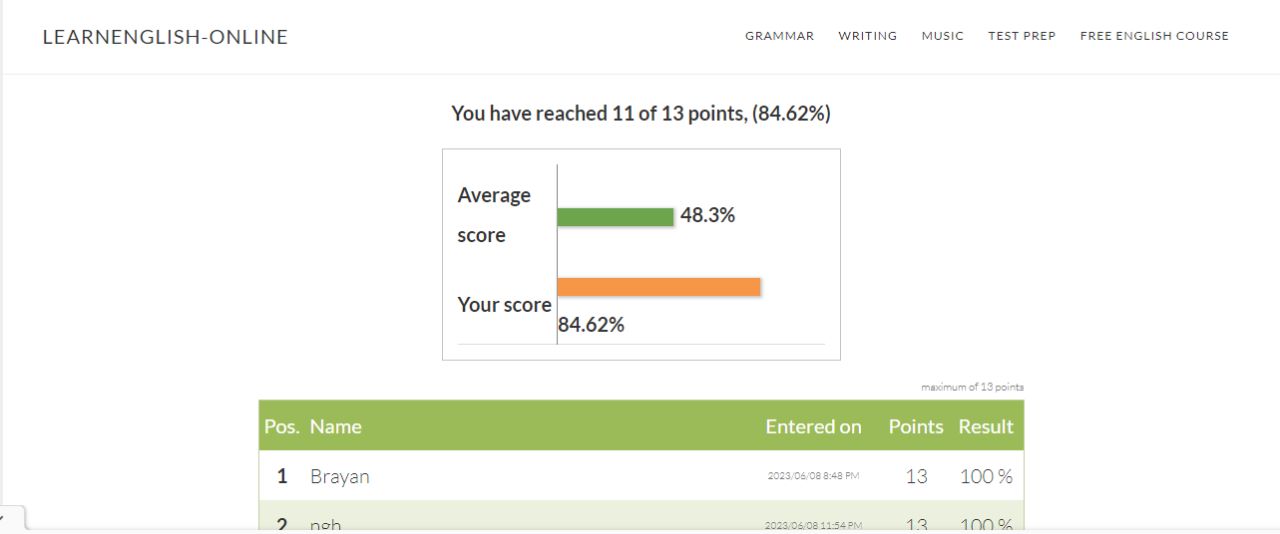 LEARNENGLISH-ONLINE
GRAMMAR WRITING MUSIC TEST PREP FREE ENGLISH COURSE
You have reached 11 of 13 points, (84.62%)
Average
score
48.3%
Your score
84.62%
maximum of 13 points
Pos. Name Entered on Points Result
1 Brayan 2023/06/08 8:48 PM 13 100 %
2 ngh 2023/06/08 11:54 PM 13 100 %